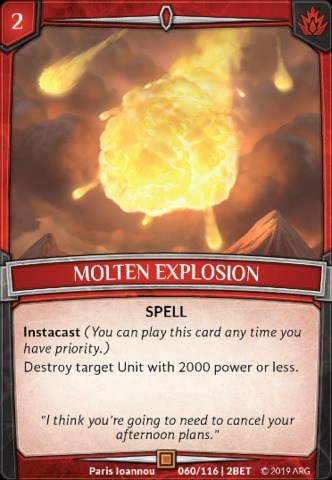 2
MOLTEN EXPLOSION
SPELL
Instacast (You can play this card any time you
have priority.)
Destroy target Unit with 2000 power or less.
"I think you're going to need to cancel your
afternoon plans."
Paris Ioannou 060/116 | 2BET © 2019 ARG